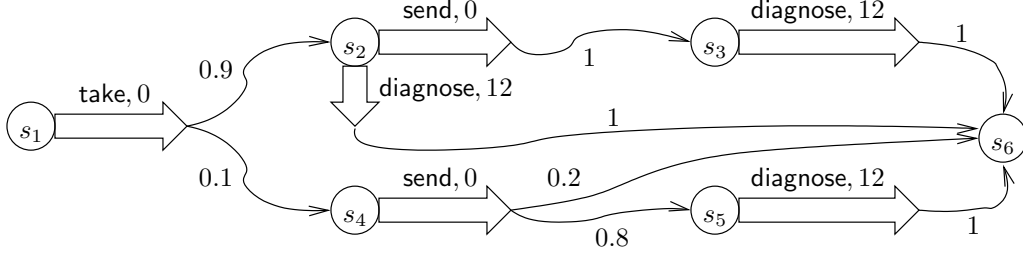 send, 0
diagnose, 12
s2
1
s3
1
0.9
take, 0
diagnose, 12
s1
1
s6
0.1
send, 0
0.2
diagnose, 12
s4
s5
0.8
1